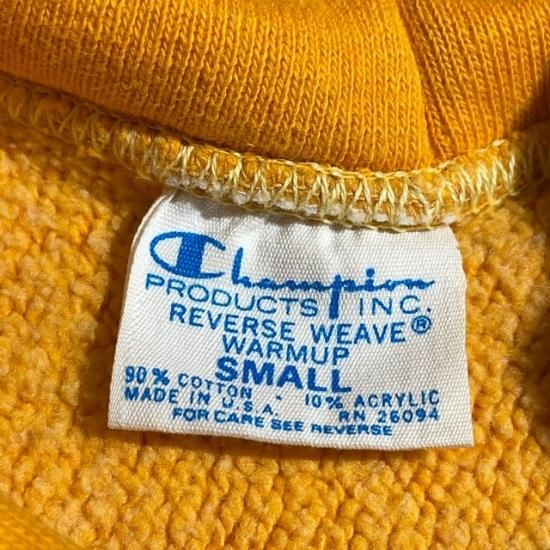 Champion
PRODUCTS INC.
REVERSE WEAVE®
WARMUP
SMALL
90% COTTON - 10% ACRYLIC
MADE IN U.S.A. RN 26094
FOR CARE SEE REVERSE